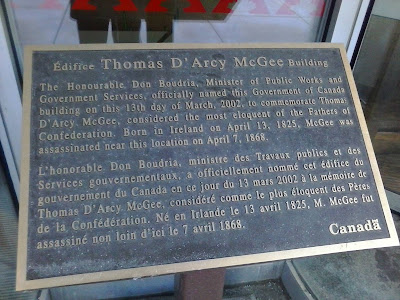 Édifice Thomas D'Arcy McGee Building
The Honourable Don Boudria, Minister of Public Works and
Government Services, officially named this Government of Canada
building on this 13th day of March, 2002, to commemorate Thomas
D'Arcy McGee, considered the most eloquent of the Fathers of
Confederation. Born in Ireland on April 13, 1825, McGee was
assassinated near this location on April 7, 1868.
L'honorable Don Boudria, ministre des Travaux publics et des
Services gouvernementaux, a officiellement nommé cet édifice du
gouvernement du Canada en ce jour du 13 mars 2002 à la mémoire de
Thomas D'Arcy McGee, considéré comme le plus éloquent des Pères
de la Confédération. Né en Irlande le 13 avril 1825, M. McGee fut
assassiné non loin d'ici le 7 avril 1868.
Canada